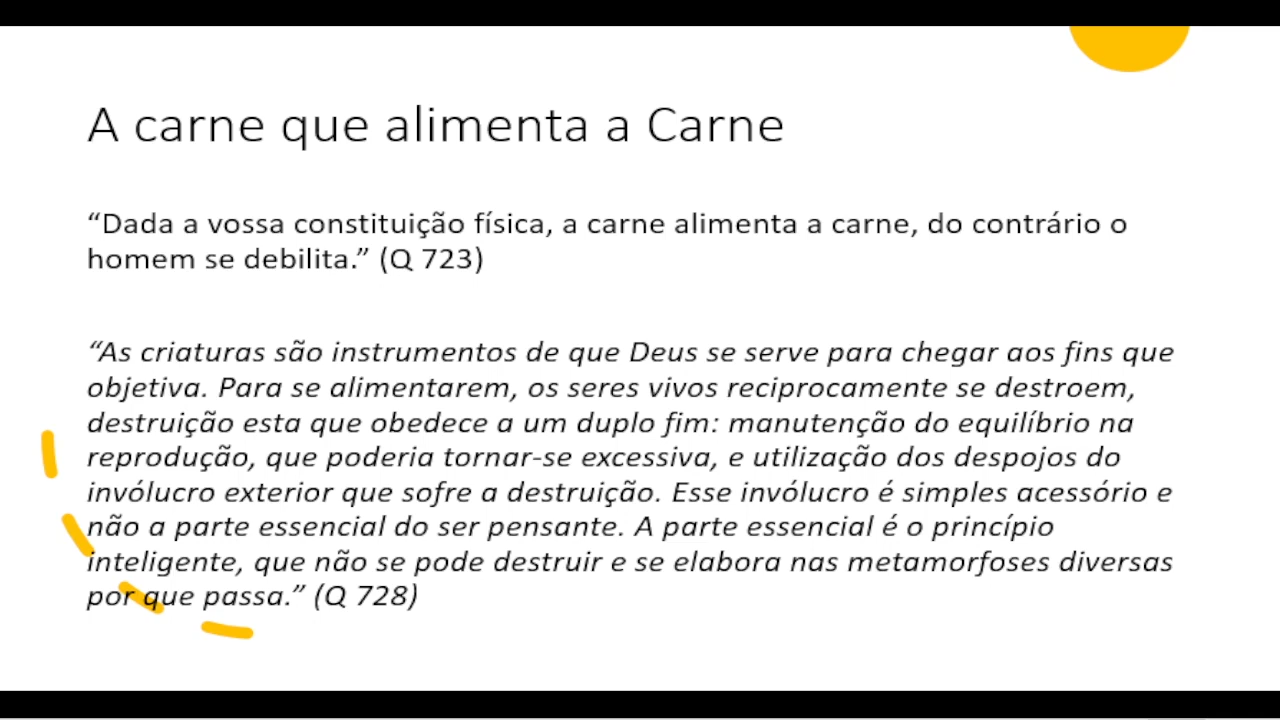 A carne que alimenta a Carne
“Dada a vossa constituição física, a carne alimenta a carne, do contrário o
homem se debilita.” (Q 723)
“As criaturas são instrumentos de que Deus se serve para chegar aos fins que
objetiva. Para se alimentarem, os seres vivos reciprocamente se destroem,
destruição esta que obedece a um duplo fim: manutenção do equilíbrio na
reprodução, que poderia tornar-se excessiva, e utilização dos despojos do
invólucro exterior que sofre a destruição. Esse invólucro é simples acessório e
não a parte essencial do ser pensante. A parte essencial é o princípio
inteligente, que não se pode destruir e se elabora nas metamorfoses diversas
por que passa.” (Q 728)